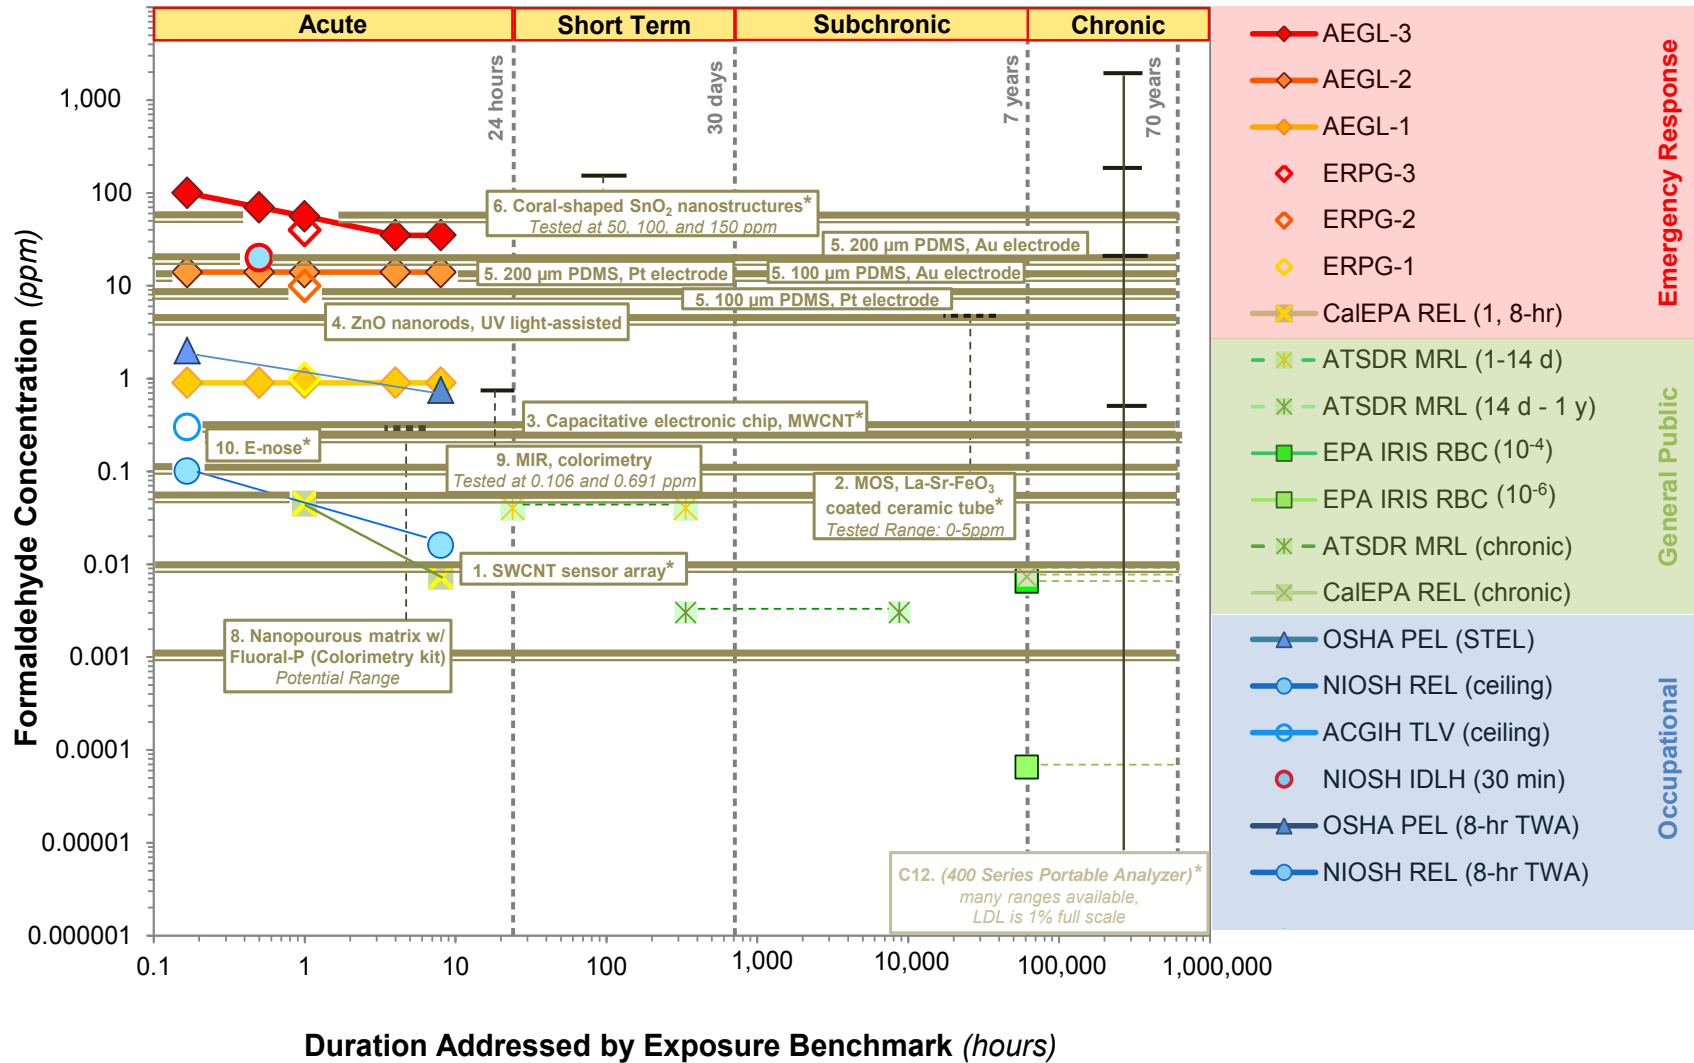 Acute
Short Term
Subchronic
Chronic
24 hours
30 days
7 years
70 years
Formaldehyde Concentration (ppm)
1,000
100
10
1
0.1
0.01
0.001
0.0001
0.00001
0.000001
6. Coral-shaped SnO₂ nanostructures*
Tested at 50, 100, and 150 ppm
5. 200 µm PDMS, Au electrode
5. 200 µm PDMS, Pt electrode
5. 100 µm PDMS, Au electrode
5. 100 µm PDMS, Pt electrode
4. ZnO nanorods, UV light-assisted
3. Capacitative electronic chip, MWCNT*
10. E-nose*
9. MIR, colorimetry
Tested at 0.106 and 0.691 ppm
2. MOS, La-Sr-FeO₃
coated ceramic tube*
Tested Range: 0-5ppm
1. SWCNT sensor array*
8. Nanopourous matrix w/
Fluoral-P (Colorimetry kit)
Potential Range
C12. (400 Series Portable Analyzer)*
many ranges available,
LDL is 1% full scale
0.1
1
10
100
1,000
10,000
100,000
1,000,000
Duration Addressed by Exposure Benchmark (hours)
AEGL-3
AEGL-2
AEGL-1
ERPG-3
ERPG-2
ERPG-1
CalEPA REL (1, 8-hr)
Emergency Response
ATSDR MRL (1-14 d)
ATSDR MRL (14 d - 1 y)
EPA IRIS RBC (10⁻⁴)
EPA IRIS RBC (10⁻⁶)
ATSDR MRL (chronic)
CalEPA REL (chronic)
General Public
OSHA PEL (STEL)
NIOSH REL (ceiling)
ACGIH TLV (ceiling)
NIOSH IDLH (30 min)
OSHA PEL (8-hr TWA)
NIOSH REL (8-hr TWA)
Occupational